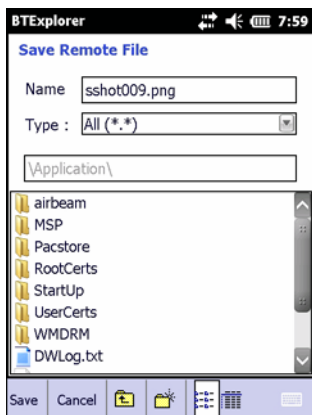 BTExplorer 7:59
Save Remote File
Name sshot009.png
Type : All (*.*)
\Application\
airbeam
MSP
Pacstore
RootCerts
StartUp
UserCerts
WMDRM
DWLog.txt
Save Cancel